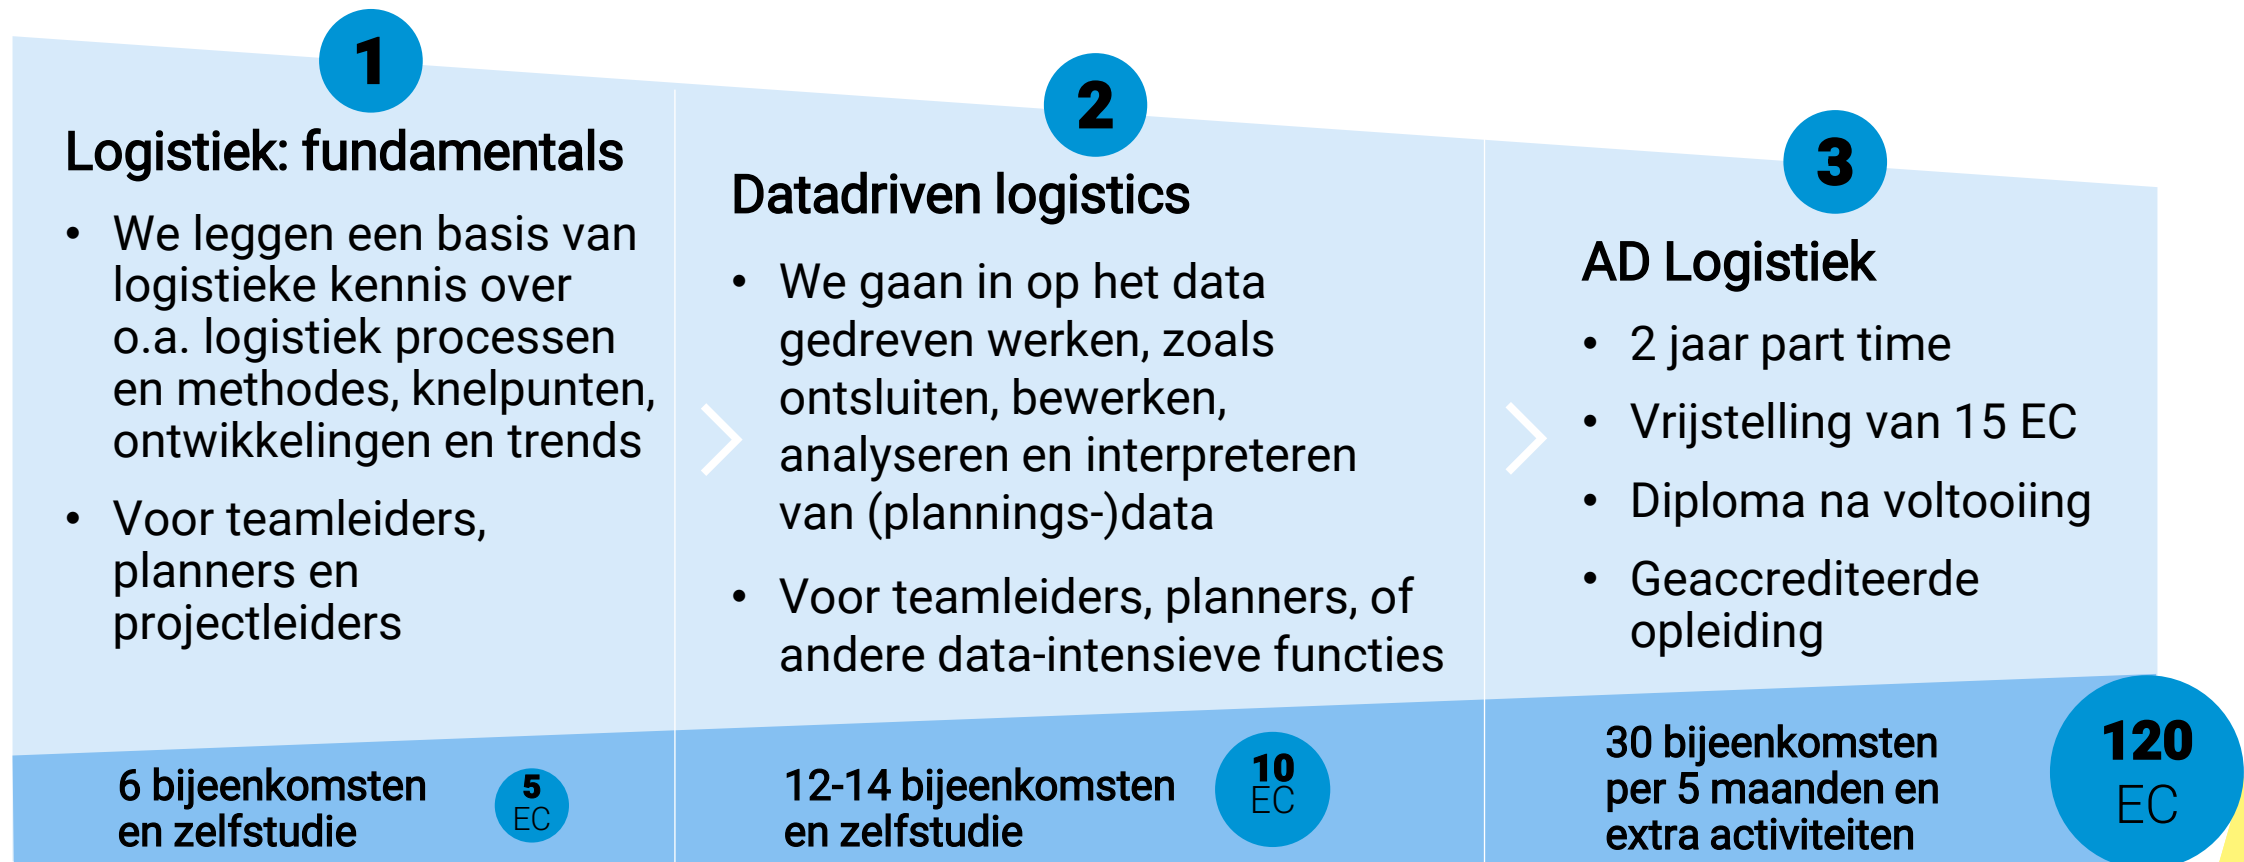 1
Logistiek: fundamentals
• We leggen een basis van
logistieke kennis over
o.a. logistiek processen
en methodes, knelpunten,
ontwikkelingen en trends
• Voor teamleiders,
planners en
projectleiders
6 bijeenkomsten
en zelfstudie
5
EC
2
Datadriven logistics
• We gaan in op het data
gedreven werken, zoals
ontsluiten, bewerken,
analyseren en interpreteren
van (plannings-)data
• Voor teamleiders, planners, of
andere data-intensieve functies
12-14 bijeenkomsten
en zelfstudie
10
EC
3
AD Logistiek
• 2 jaar part time
• Vrijstelling van 15 EC
• Diploma na voltooiing
• Geaccrediteerde
opleiding
30 bijeenkomsten
per 5 maanden en
extra activiteiten
120
EC